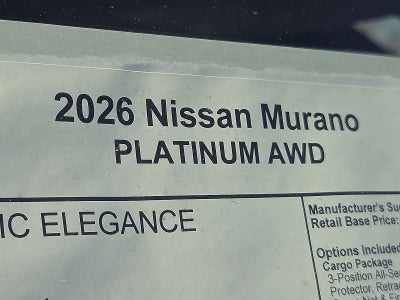 2026 Nissan Murano
PLATINUM AWD
IC ELEGANCE
Manufacturer's Su
Retail Base Price:
Options Included
Cargo Package
3-Position All-Se
Protector, Retra